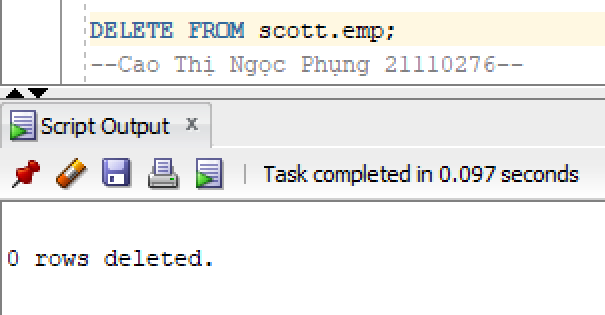 DELETE FROM scott.emp;
--Cao Thị Ngọc Phụng 21110276--
Script Output x
Task completed in 0.097 seconds
0 rows deleted.